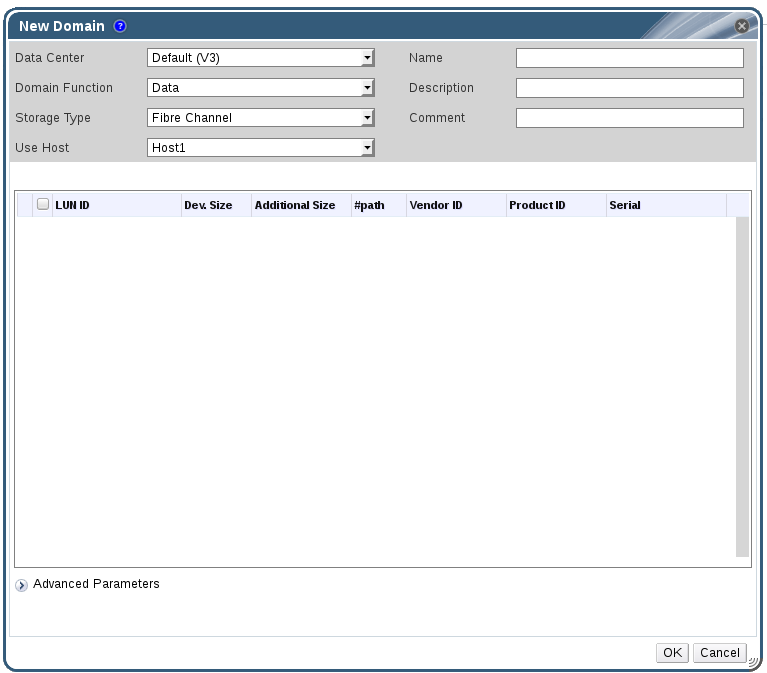 New Domain ?
Data Center Default (V3) Name
Domain Function Data Description
Storage Type Fibre Channel Comment
Use Host Host1
LUN ID Dev. Size Additional Size #path Vendor ID Product ID Serial
Advanced Parameters
OK Cancel